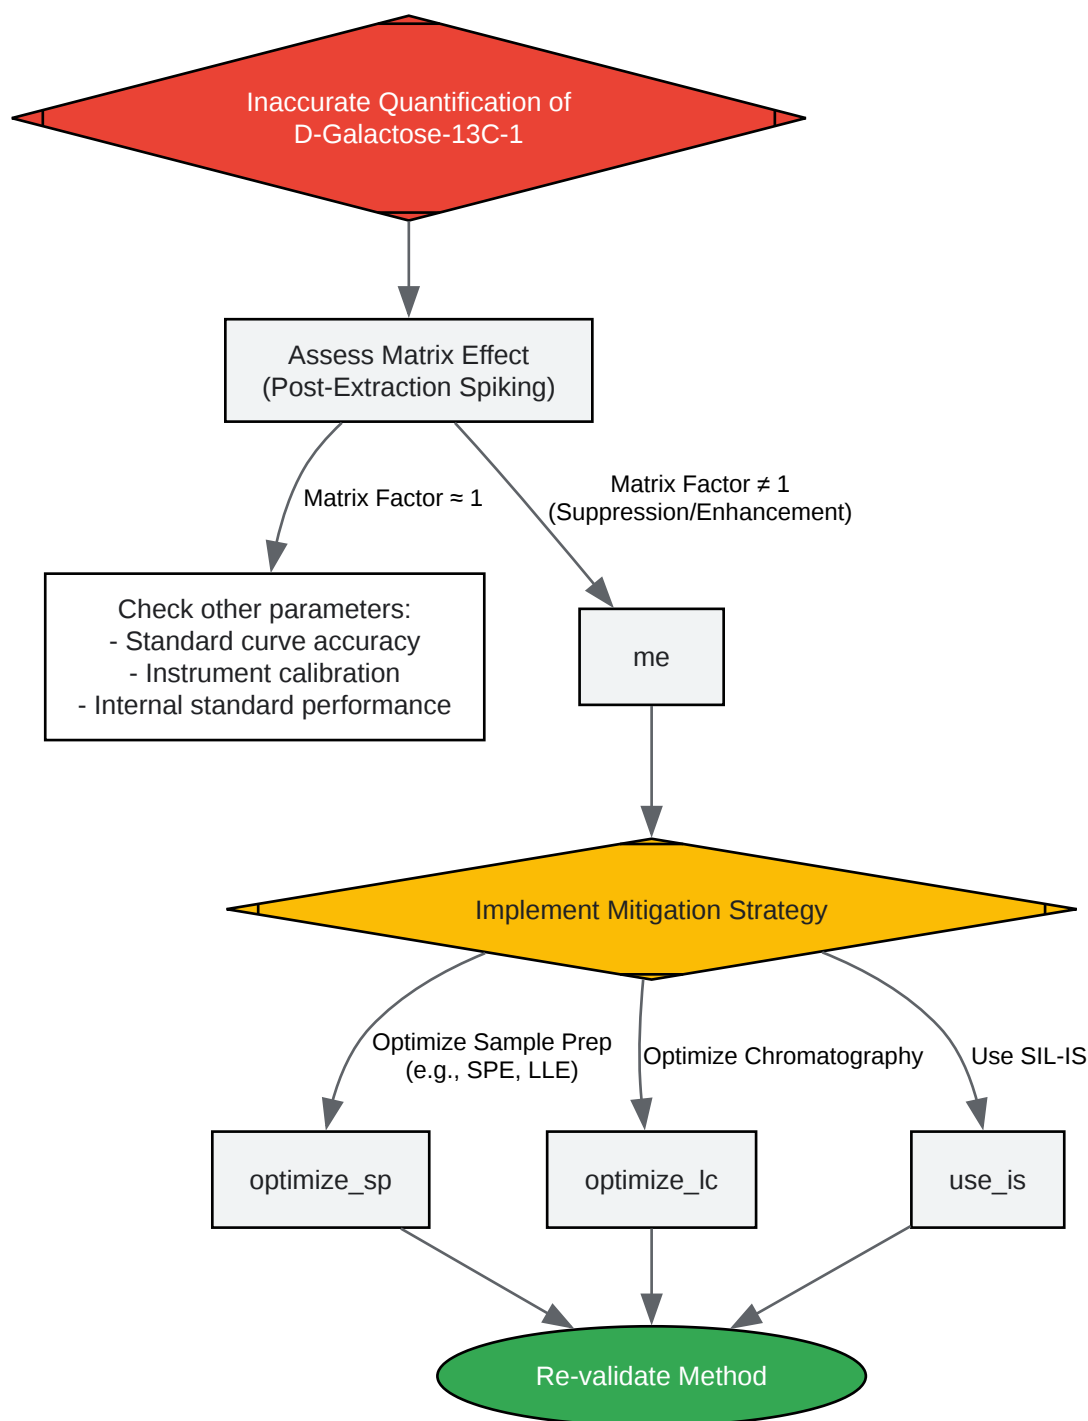 Inaccurate Quantification of
D-Galactose-13C-1
Assess Matrix Effect
(Post-Extraction Spiking)
Matrix Factor ≈ 1
Matrix Factor ≠ 1
(Suppression/Enhancement)
Check other parameters:
- Standard curve accuracy
- Instrument calibration
- Internal standard performance
me
Implement Mitigation Strategy
Optimize Sample Prep
(e.g., SPE, LLE)
Optimize Chromatography
Use SIL-IS
optimize_sp
optimize_lc
use_is
Re-validate Method